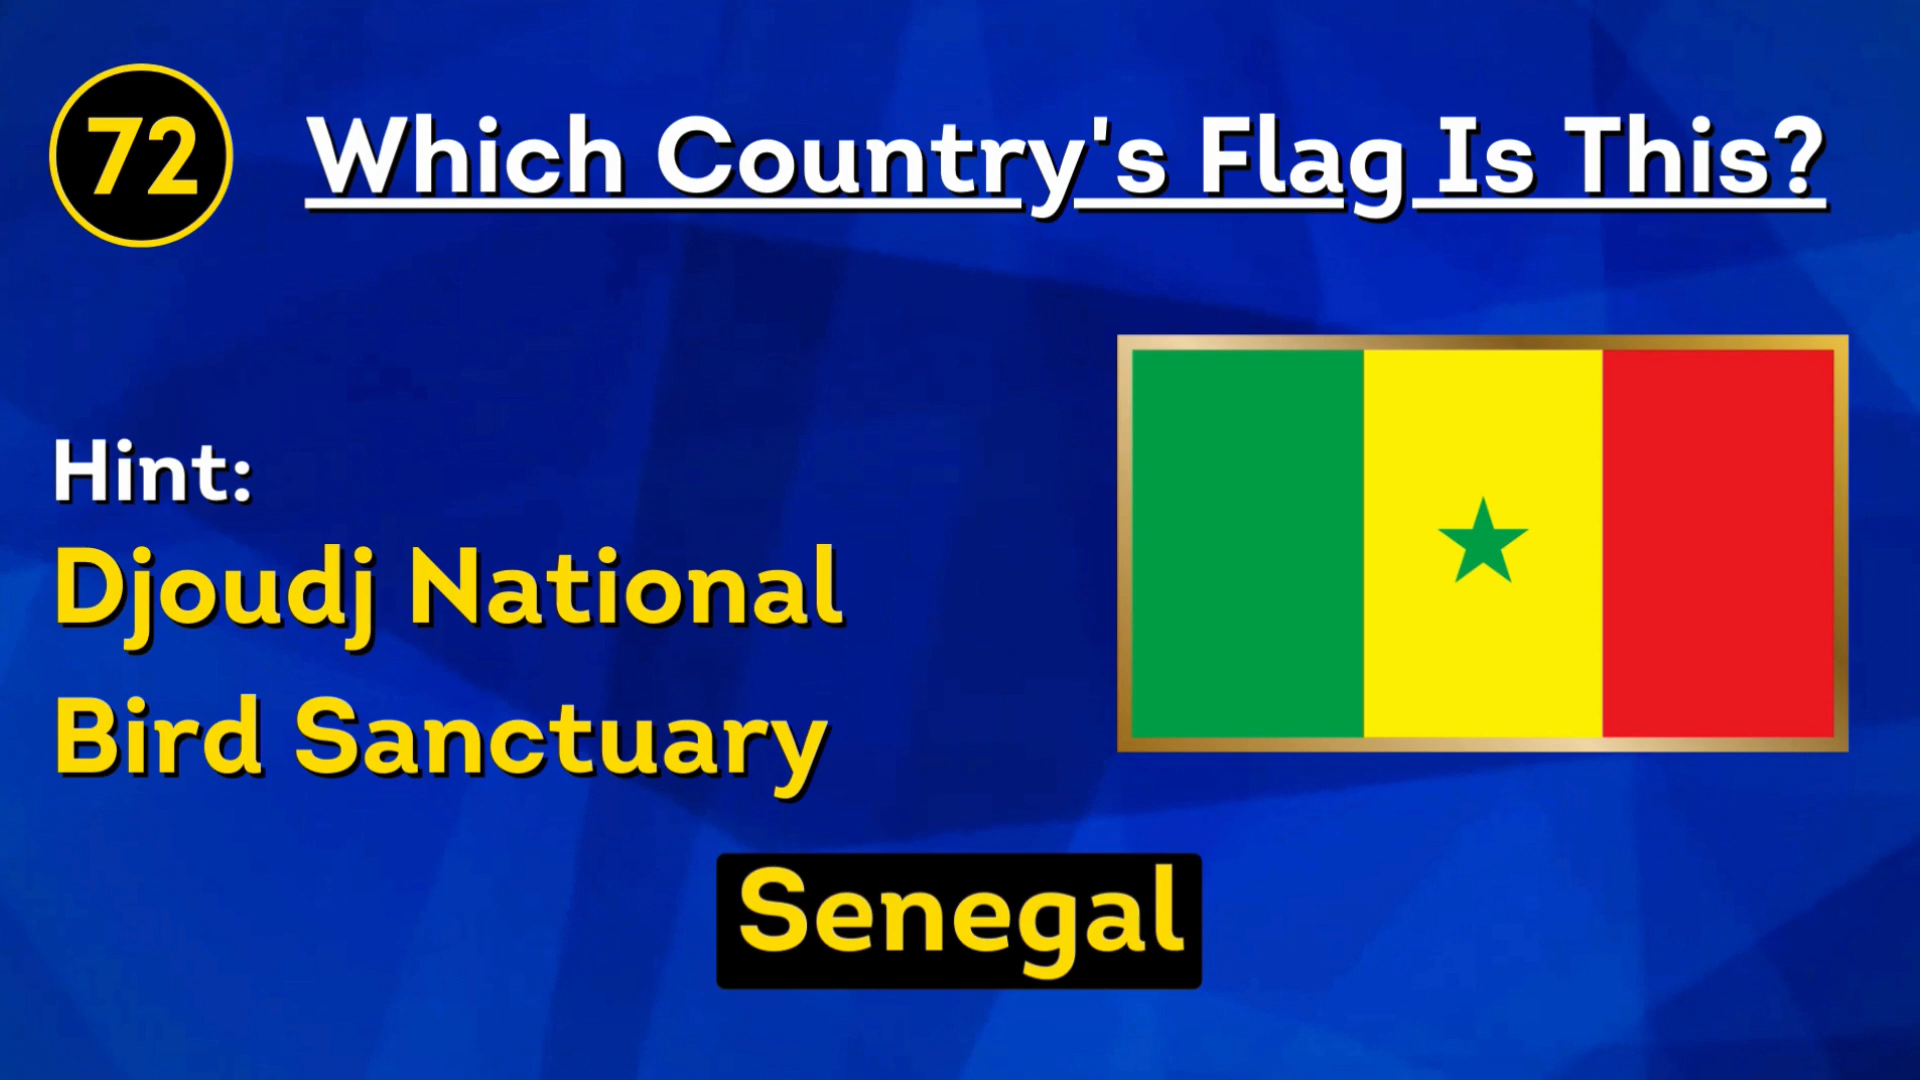 72
Which Country's Flag Is This?
Hint:
Djoudj National
Bird Sanctuary
Senegal